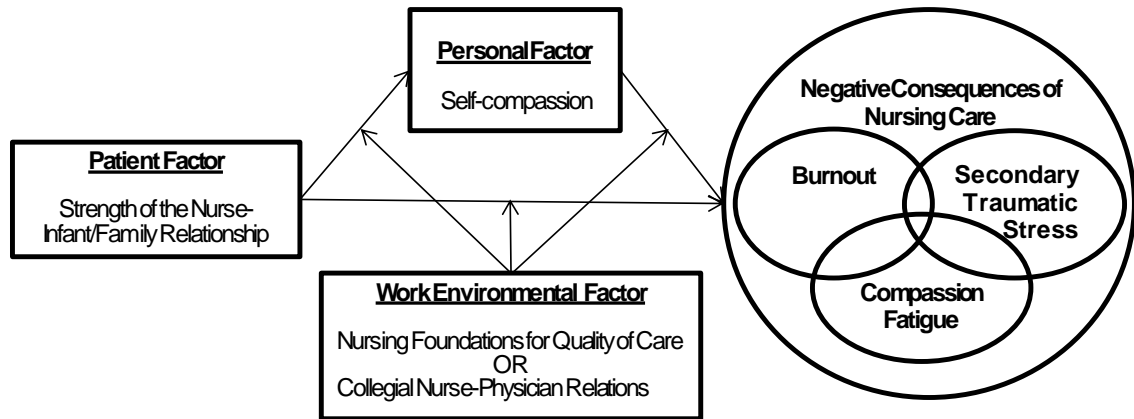 Personal Factor
Self-compassion
Patient Factor
Strength of the Nurse-
Infant/Family Relationship
Work Environmental Factor
Nursing Foundations for Quality of Care
OR
Collegial Nurse-Physician Relations
Negative Consequences of
Nursing Care
Burnout
Secondary
Traumatic
Stress
Compassion
Fatigue